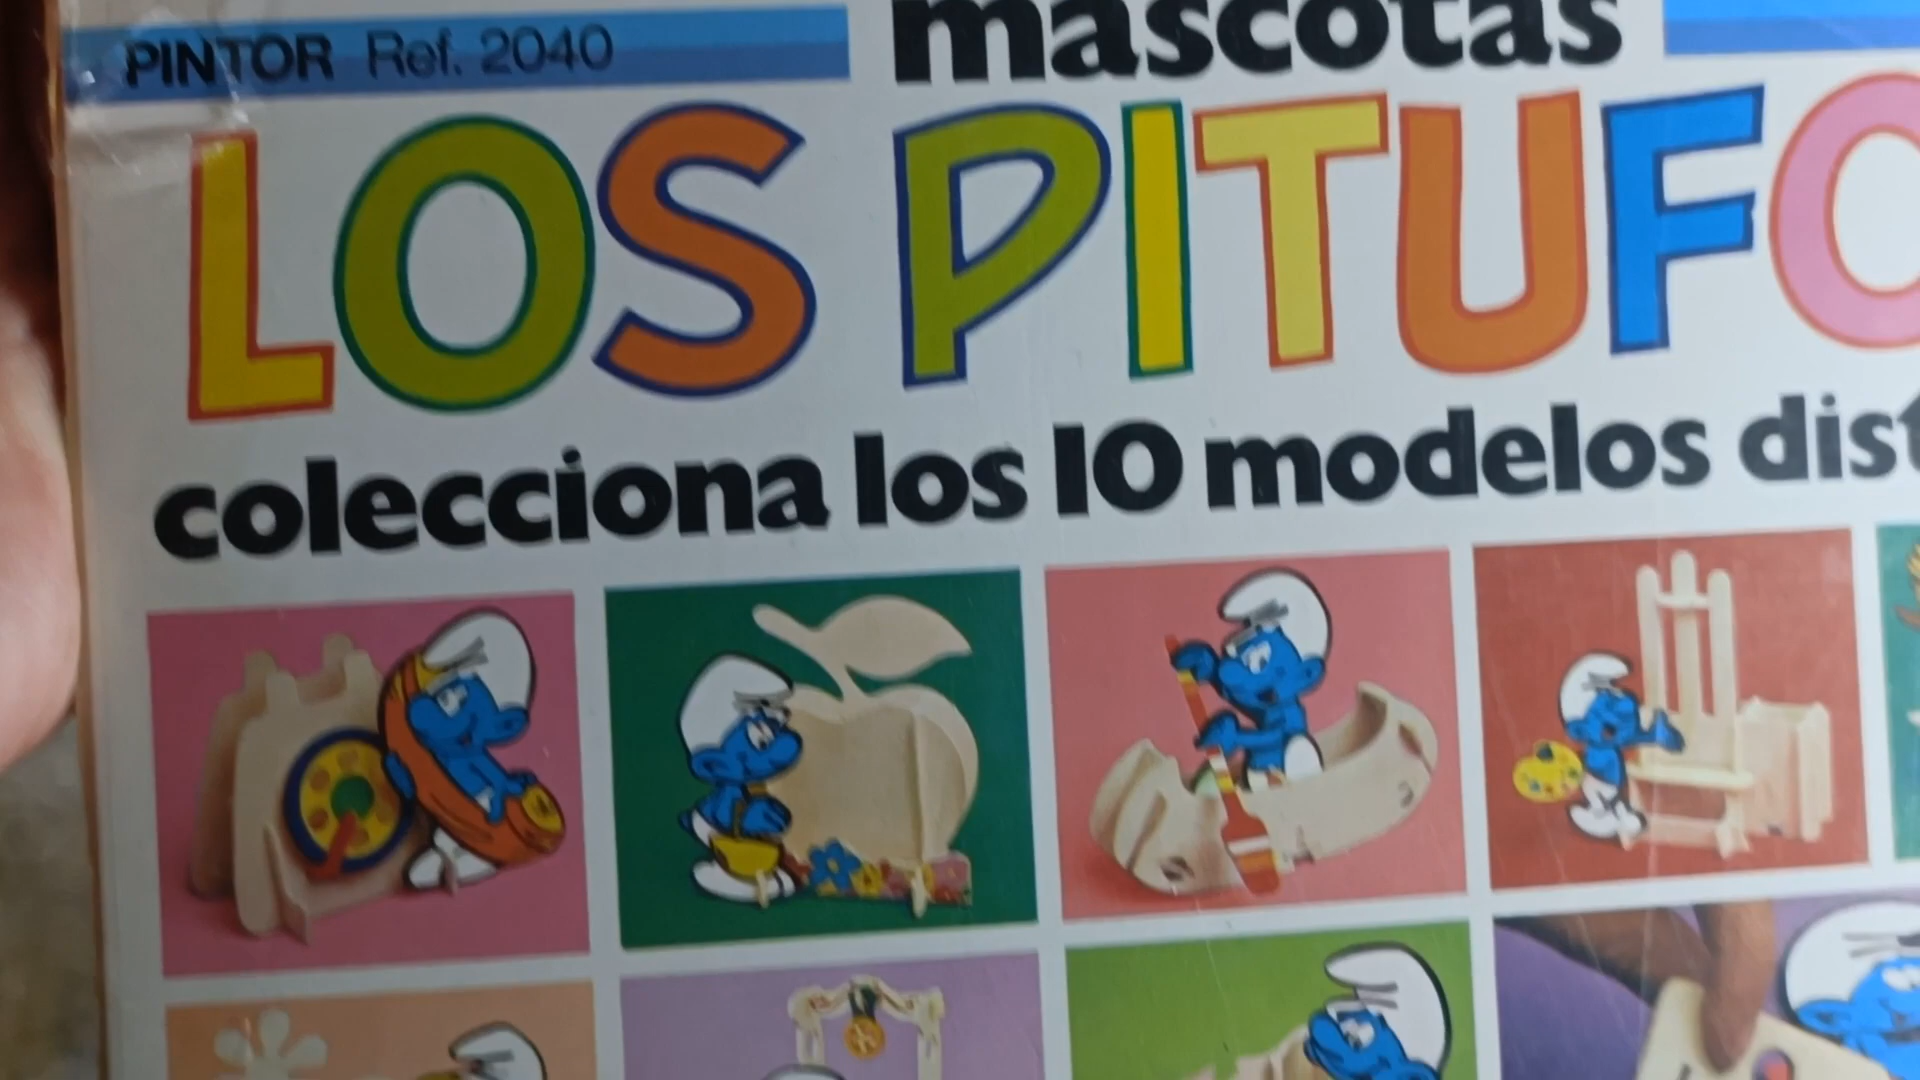 PINTOR Ref. 2040
mascotas
LOS PITUFO
colecciona los 10 modelos dist